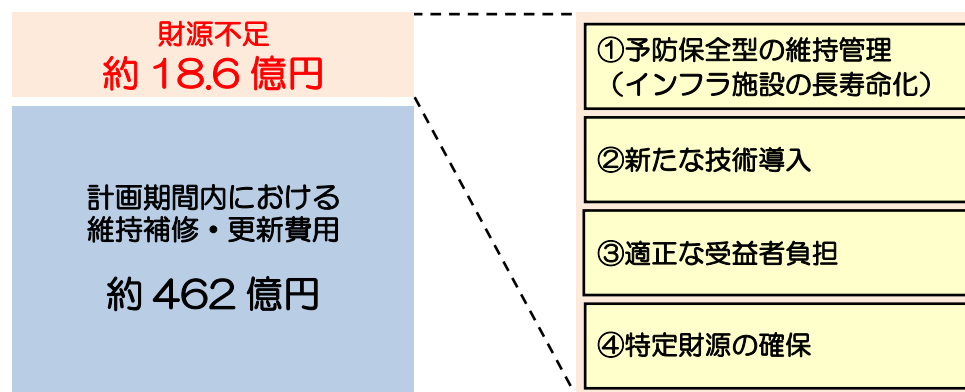 財源不足
約 18.6 億円
計画期間内における
維持補修・更新費用
約 462 億円
①予防保全型の維持管理
（インフラ施設の長寿命化）
②新たな技術導入
③適正な受益者負担
④特定財源の確保